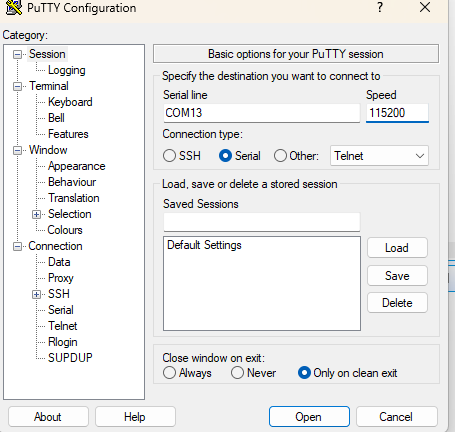 PuTTY Configuration
Category:
Session
Logging
Terminal
Keyboard
Bell
Features
Window
Appearance
Behaviour
Translation
Selection
Colours
Connection
Data
Proxy
SSH
Serial
Telnet
Rlogin
SUPDUP
Basic options for your PuTTY session
Specify the destination you want to connect to
Serial line Speed
COM13 115200
Connection type:
SSH Serial Other: Telnet
Load, save or delete a stored session
Saved Sessions
Default Settings
Load
Save
Delete
Close window on exit:
Always Never Only on clean exit
About Help Open Cancel